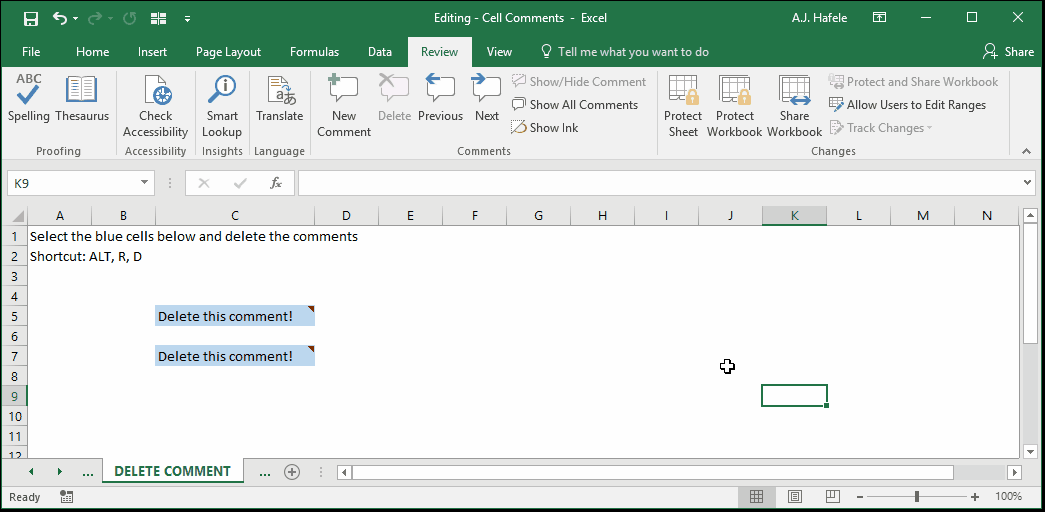 Editing - Cell Comments - Excel
A.J. Hafele
File Home Insert Page Layout Formulas Data Review View Tell me what you want to do Share
ABC
Spelling
Thesaurus
Proofing
Check
Accessibility
Accessibility
Smart
Lookup
Insights
あ
a
Translate
Language
New
Comment
Delete
Previous
Next
Show/Hide Comment
Show All Comments
Show Ink
Comments
Protect
Sheet
Protect
Workbook
Share
Workbook
Protect and Share Workbook
Allow Users to Edit Ranges
Track Changes
Changes
K9
fx
A B C D E F G H I J K L M N
1 Select the blue cells below and delete the comments
2 Shortcut: ALT, R, D
3
4
5 Delete this comment!
6
7 Delete this comment!
8
9
10
11
12
... DELETE COMMENT ...
Ready
100%